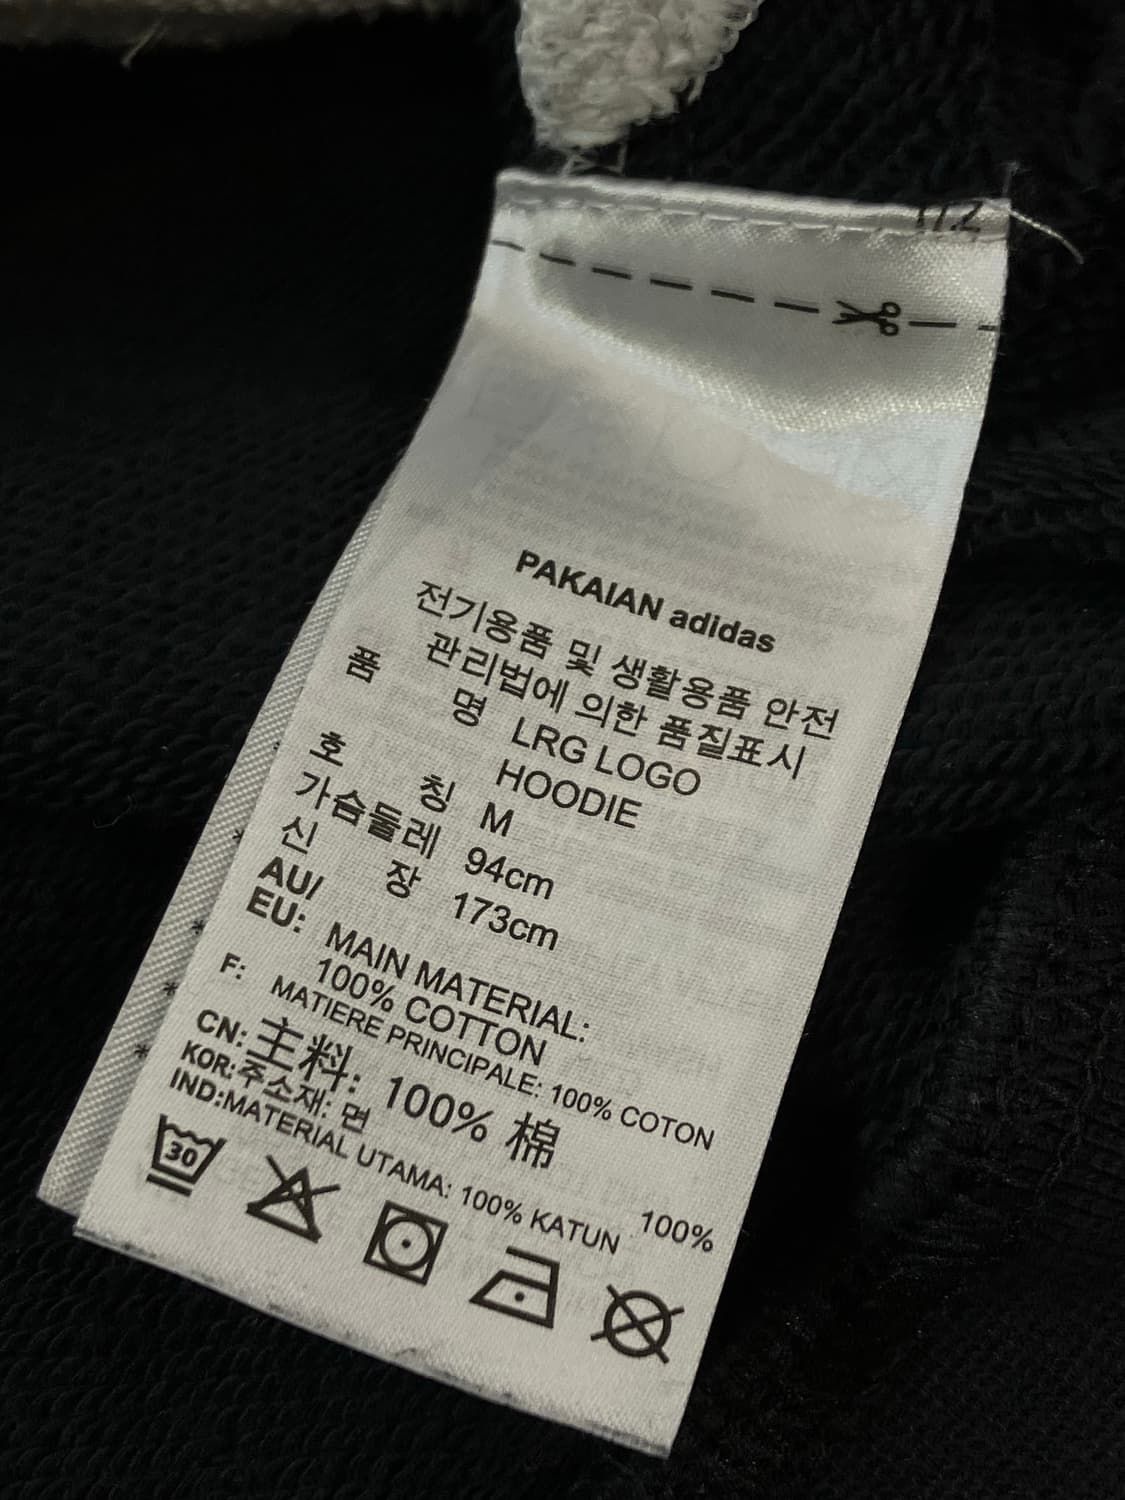 PAKAIAN adidas
전기용품 및 생활용품 안전
관리법에 의한 품질표시
품 명 LRG LOGO
HOODIE
호 칭 M
가슴둘레 94cm
신 장 173cm
AU/
EU: MAIN MATERIAL:
100% COTTON
F: MATIERE PRINCIPALE: 100% COTON
CN: 主料: 100% 棉
KOR:주소재: 면 100%
IND:MATERIAL UTAMA: 100% KATUN
30